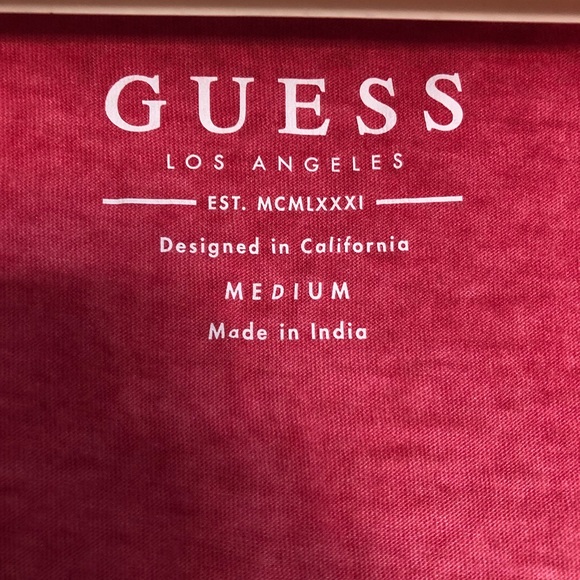 GUESS
LOS ANGELES
EST. MCMLXXXI
Designed in California
MEDIUM
Made in India